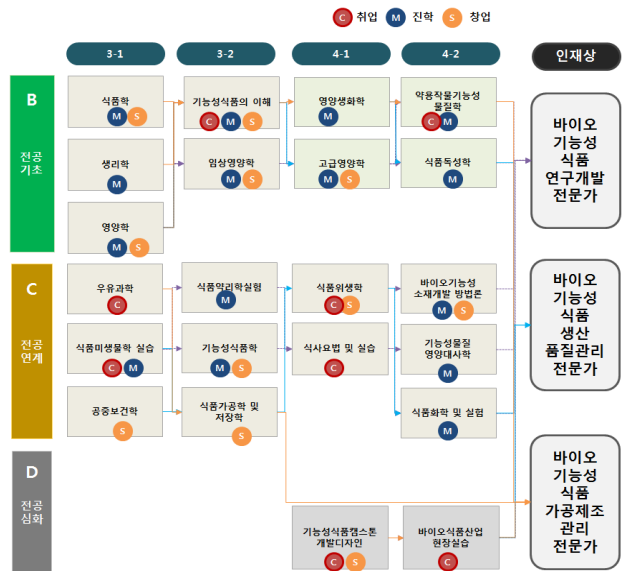 C 취업 M 진학 S 창업
3-1 3-2 4-1 4-2 인재상
B
전공
기초
식품학
M S
기능성식품의 이해
C M S
영양생화학
M
약용작물기능성
물질학
C M
생리학
M
임상영양학
M S
고급영양학
M S
식품독성학
M
영양학
M S
바이오
기능성
식품
연구개발
전문가
C
전공
연계
우유과학
C
식품약리학실험
M
식품위생학
C S
바이오기능성
소재개발 방법론
M S
식품미생물학 실습
C M
기능성식품학
M S
식사요법 및 실습
C
기능성물질
영양대사학
M
공중보건학
S
식품가공학 및
저장학
S
식품화학 및 실험
M
바이오
기능성
식품
생산
품질관리
전문가
D
전공
심화
기능성식품캡스톤
개발디자인
C S
바이오식품산업
현장실습
C
바이오
기능성
식품
가공제조
관리
전문가